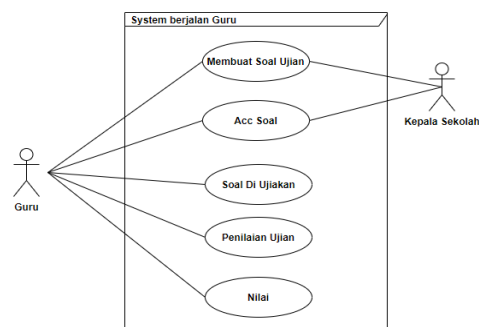 System berjalan Guru
Membuat Soal Ujian
Acc Soal
Kepala Sekolah
Soal Di Ujiakan
Guru
Penilaian Ujian
Nilai